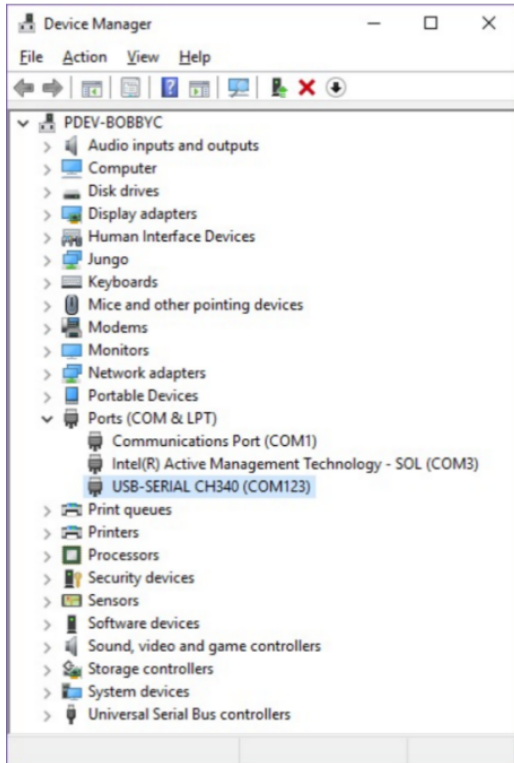 Device Manager
File Action View Help
PDEV-BOBBYC
Audio inputs and outputs
Computer
Disk drives
Display adapters
Human Interface Devices
Jungo
Keyboards
Mice and other pointing devices
Modems
Monitors
Network adapters
Portable Devices
Ports (COM & LPT)
Communications Port (COM1)
Intel(R) Active Management Technology - SOL (COM3)
USB-SERIAL CH340 (COM123)
Print queues
Printers
Processors
Security devices
Sensors
Software devices
Sound, video and game controllers
Storage controllers
System devices
Universal Serial Bus controllers